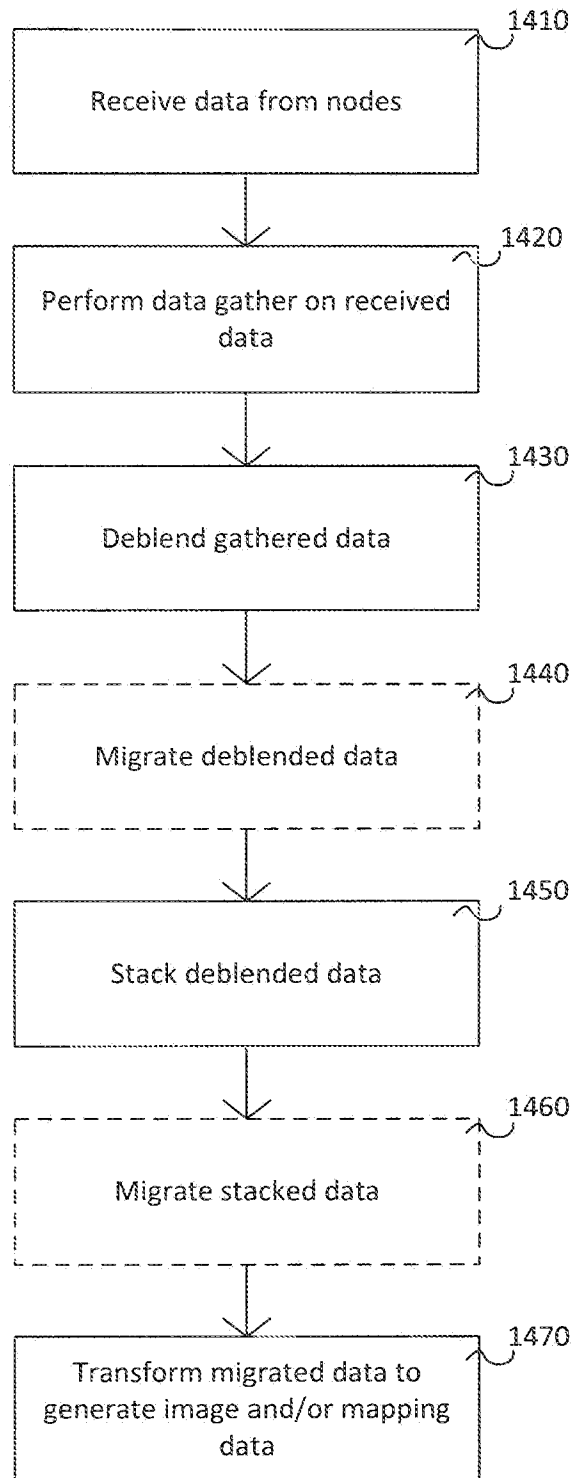 1410
Receive data from nodes
1420
Perform data gather on received
data
1430
Deblend gathered data
1440
Migrate deblended data
1450
Stack deblended data
1460
Migrate stacked data
1470
Transform migrated data to
generate image and/or mapping
data